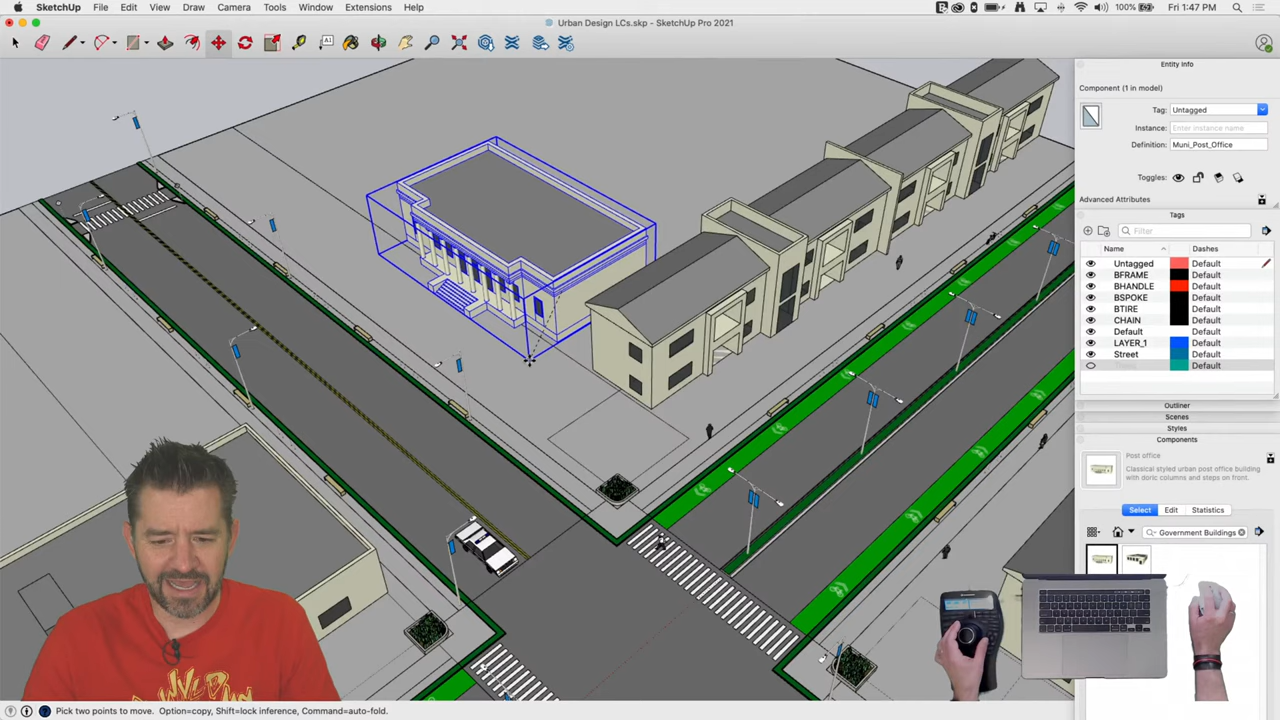 SketchUp File Edit View Draw Camera Tools Window Extensions Help 100% Fri 1:47 PM
Urban Design LCs.skp - SketchUp Pro 2021
Entity Info
Component (1 in model)
Tag: Untagged
Instance: Enter instance name
Definition: Muni_Post_Office
Toggles:
Advanced Attributes
Tags
Filter
Name Dashes
Untagged Default
BFRAME Default
BHANDLE Default
BSPOKE Default
BTIRE Default
CHAIN Default
Default Default
LAYER_1 Default
Street Default
Default
Outliner
Scenes
Styles
Components
Post office
Classical styled urban post office building
with doric columns and steps on front.
Select Edit Statistics
Government Buildings
Pick two points to move. Option=copy, Shift=lock inference, Command=auto-fold.